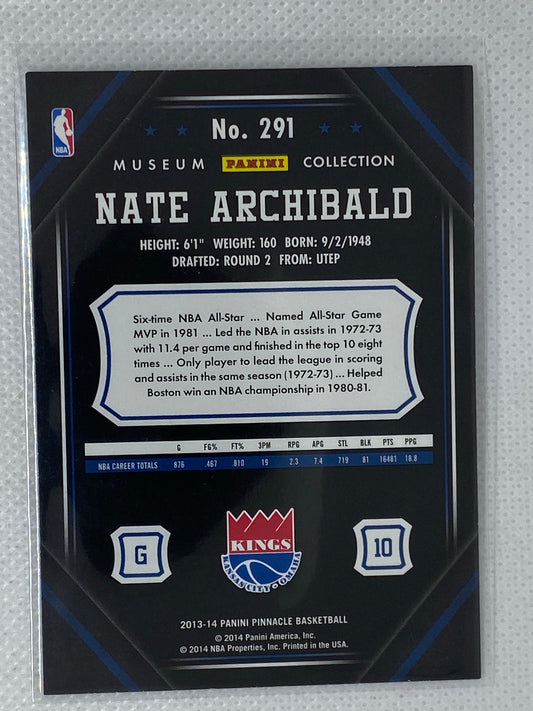 NBA
No. 291
MUSEUM PANINI COLLECTION
NATE ARCHIBALD
HEIGHT: 6'1" WEIGHT: 160 BORN: 9/2/1948
DRAFTED: ROUND 2 FROM: UTEP
Six-time NBA All-Star ... Named All-Star Game
MVP in 1981 ... Led the NBA in assists in 1972-73
with 11.4 per game and finished in the top 10 eight
times ... Only player to lead the league in scoring
and assists in the same season (1972-73) ... Helped
Boston win an NBA championship in 1980-81.
G FG% FT% 3PM RPG APG STL BLK PTS PPG
NBA CAREER TOTALS 876 .467 .810 19 2.3 7.4 719 81 16481 18.8
G
KINGS
KANSAS CITY OMAHA
10
2013-14 PANINI PINNACLE BASKETBALL
© 2014 Panini America, Inc.
© 2014 NBA Properties, Inc. Printed in the USA.